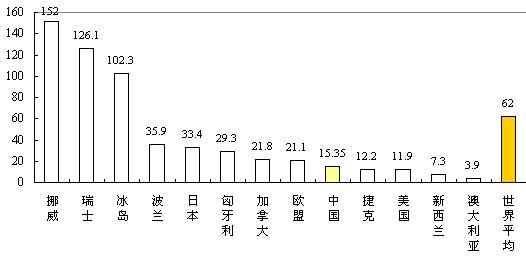 160
140
120
100
80
60
40
20
0
152
126.1
102.3
35.9
33.4
29.3
21.8
21.1
15.35
12.2
11.9
7.3
3.9
62
挪威
瑞士
冰岛
波兰
日本
匈牙利
加拿大
欧盟
中国
捷克
美国
新西兰
澳大利亚
世界平均